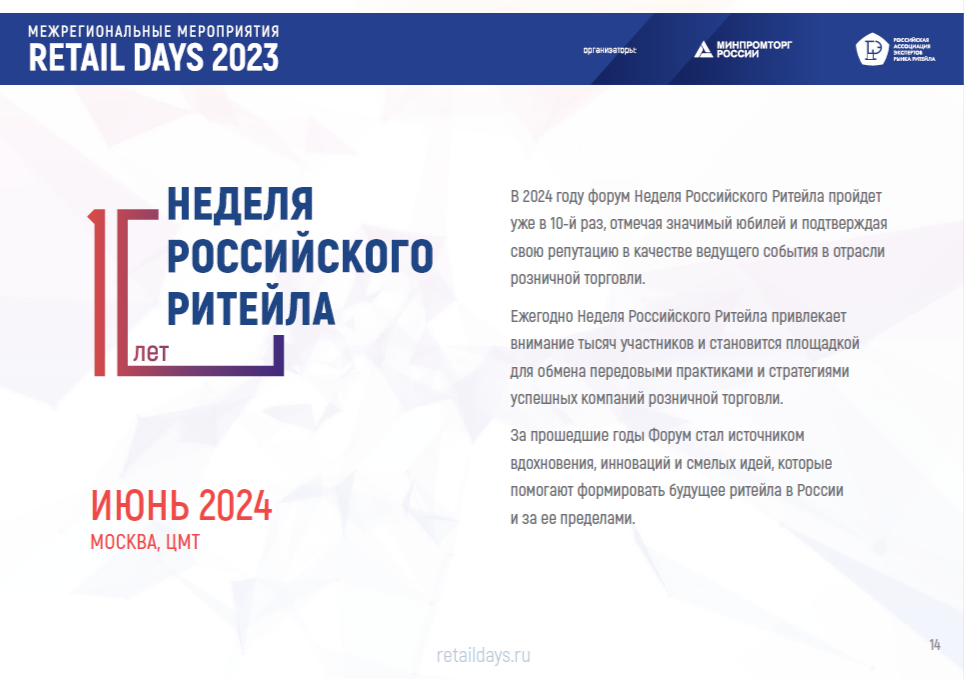 МЕЖРЕГИОНАЛЬНЫЕ МЕРОПРИЯТИЯ
RETAIL DAYS 2023
организаторы:
МИНПРОМТОРГ
РОССИИ
РОССИЙСКАЯ
АССОЦИАЦИЯ
ЭКСПЕРТОВ
РЫНКА РИТЕЙЛА
НЕДЕЛЯ
РОССИЙСКОГО
РИТЕЙЛА
10 лет
ИЮНЬ 2024
МОСКВА, ЦМТ
В 2024 году форум Неделя Российского Ритейла пройдет
уже в 10-й раз, отмечая значимый юбилей и подтверждая
свою репутацию в качестве ведущего события в отрасли
розничной торговли.
Ежегодно Неделя Российского Ритейла привлекает
внимание тысяч участников и становится площадкой
для обмена передовыми практиками и стратегиями
успешных компаний розничной торговли.
За прошедшие годы Форум стал источником
вдохновения, инноваций и смелых идей, которые
помогают формировать будущее ритейла в России
и за ее пределами.
retaildays.ru
14